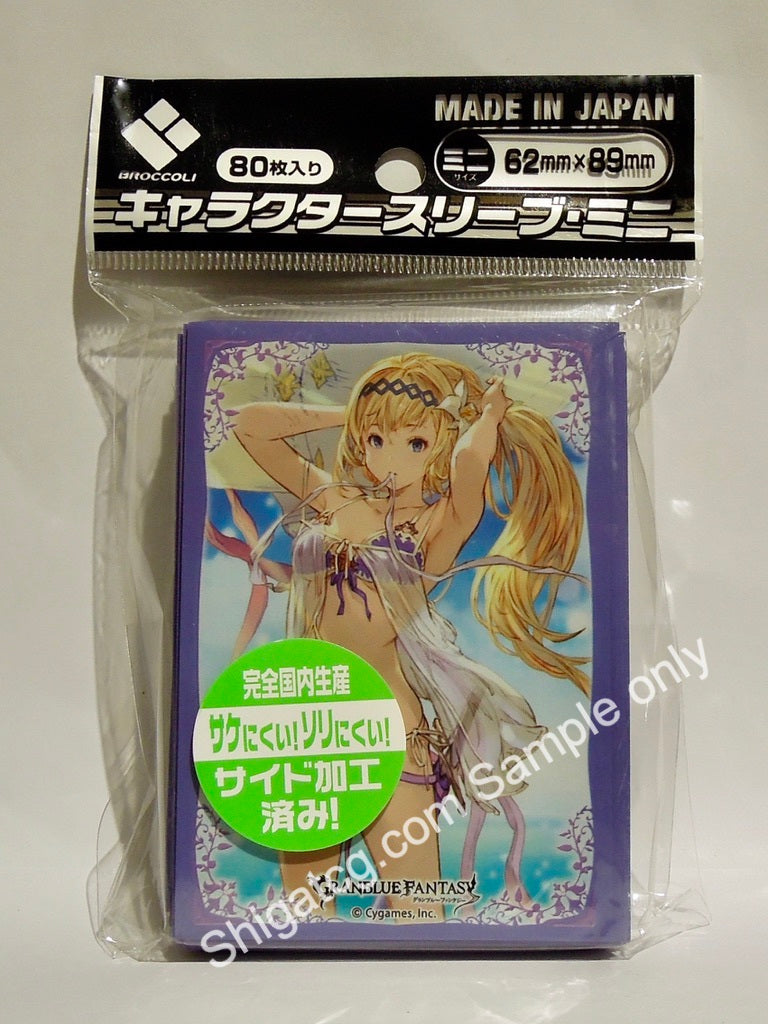 MADE IN JAPAN
BROCCOLI
80枚入り
ミニ
サイズ
62mm×89mm
キャラクタースリーブ・ミニ
完全国内生産
サケにくい!ソリにくい!
サイド加工
済み!
GRANBLUE FANTASY
グランブルーファンタジー
© Cygames, Inc.
Shigatcg.com Sample only